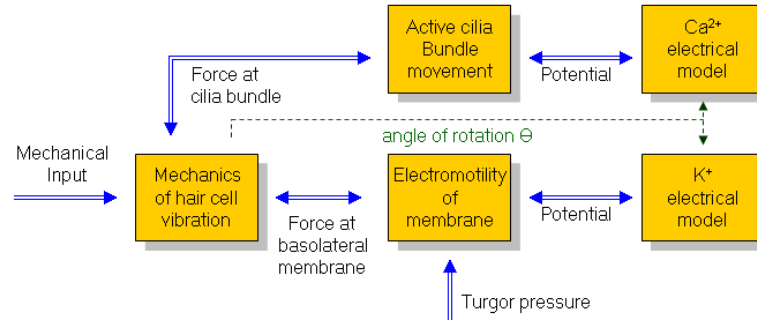 Active cilia
Bundle
movement
Ca²⁺
electrical
model
Force at
cilia bundle
Potential
angle of rotation Θ
Mechanical
Input
Mechanics
of hair cell
vibration
Electromotility
of
membrane
K⁺
electrical
model
Force at
basolateral
membrane
Potential
Turgor pressure